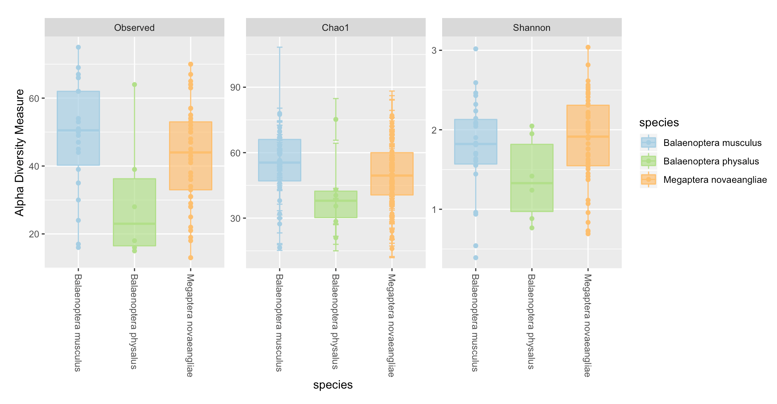 Observed
Chao1
Shannon
Alpha Diversity Measure
60
40
20
90
60
30
3
2
1
Balaenoptera musculus
Balaenoptera physalus
Megaptera novaeangliae
Balaenoptera musculus
Balaenoptera physalus
Megaptera novaeangliae
Balaenoptera musculus
Balaenoptera physalus
Megaptera novaeangliae
species
species
Balaenoptera musculus
Balaenoptera physalus
Megaptera novaeangliae